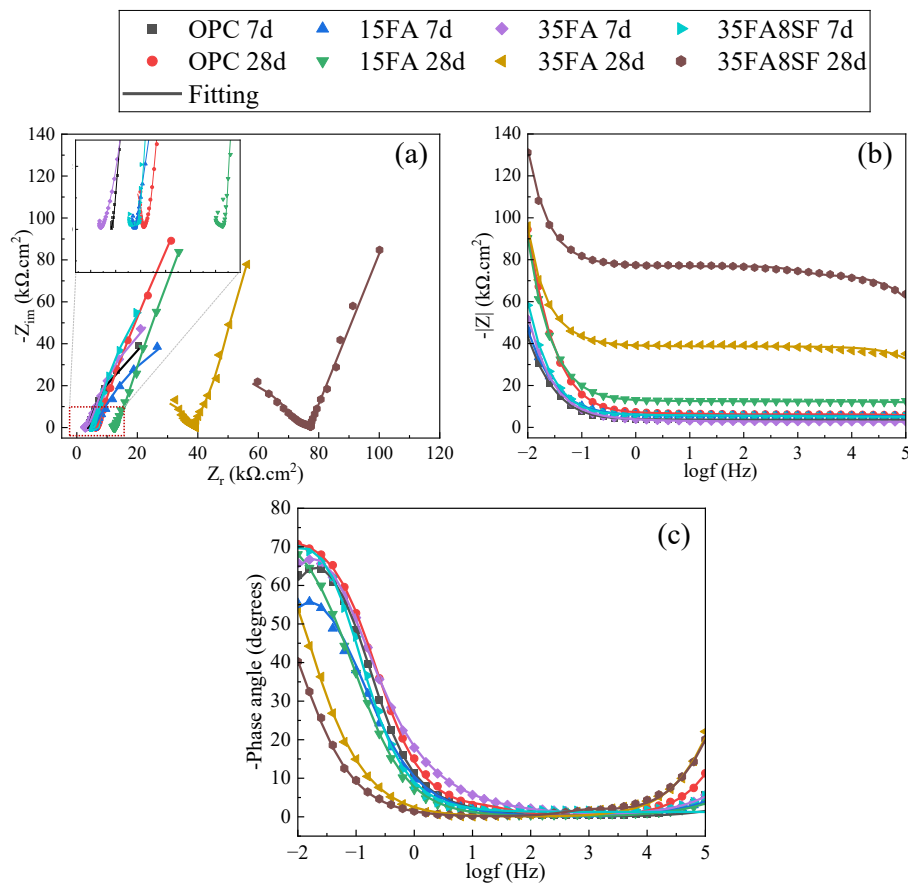 OPC 7d 15FA 7d 35FA 7d 35FA8SF 7d
OPC 28d 15FA 28d 35FA 28d 35FA8SF 28d
Fitting
(a)
140
120
100
80
60
40
20
0
-Z_im (kΩ.cm²)
0 20 40 60 80 100 120
Z_r (kΩ.cm²)
(b)
140
120
100
80
60
40
20
0
-|Z| (kΩ.cm²)
−2 −1 0 1 2 3 4 5
logf (Hz)
(c)
70
60
50
40
30
20
10
0
-Phase angle (degrees)
−2 −1 0 1 2 3 4 5
logf (Hz)